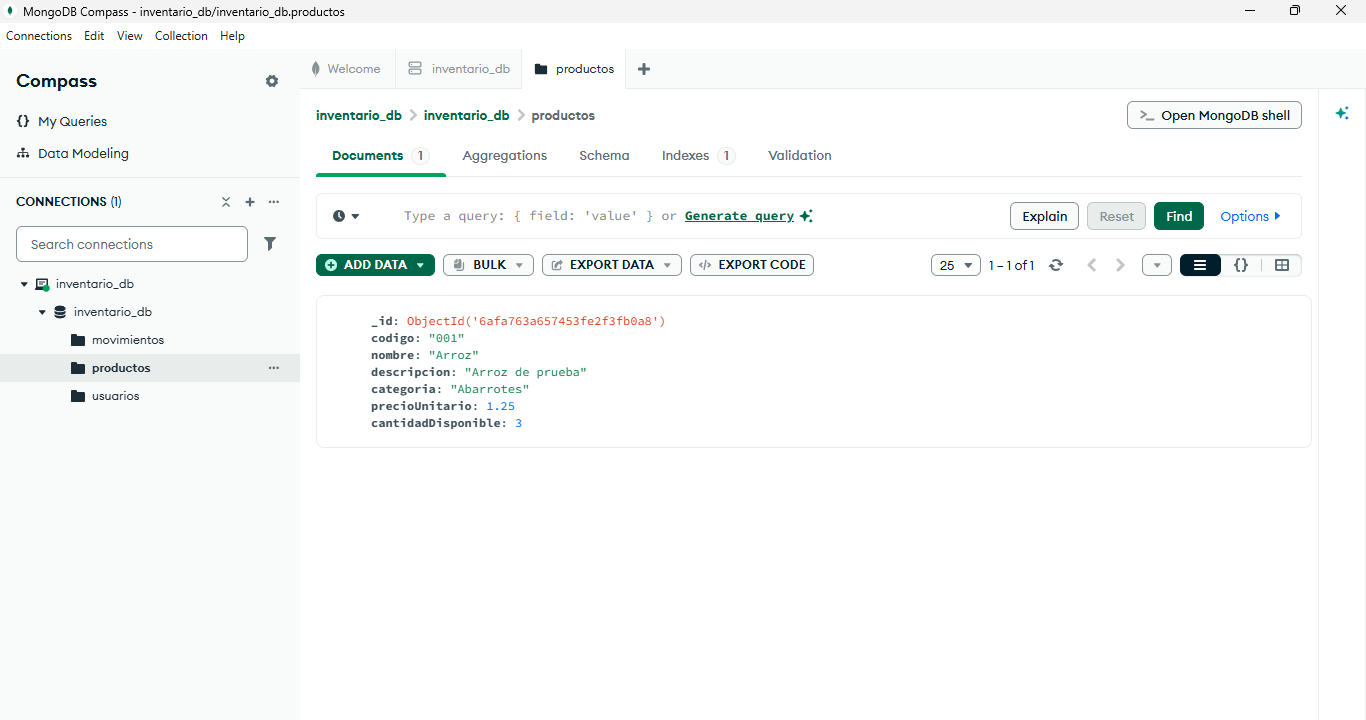 MongoDB Compass - inventario_db/inventario_db.productos
Connections Edit View Collection Help
Compass
My Queries
Data Modeling
CONNECTIONS (1)
Search connections
inventario_db
inventario_db
movimientos
productos
usuarios
Welcome inventario_db productos
inventario_db > inventario_db > productos
>_ Open MongoDB shell
Documents 1 Aggregations Schema Indexes 1 Validation
Type a query: { field: 'value' } or Generate query
Explain Reset Find Options
ADD DATA BULK EXPORT DATA EXPORT CODE
25 1 – 1 of 1
_id: ObjectId('6afa763a657453fe2f3fb0a8')
codigo: "001"
nombre: "Arroz"
descripcion: "Arroz de prueba"
categoria: "Abarrotes"
precioUnitario: 1.25
cantidadDisponible: 3